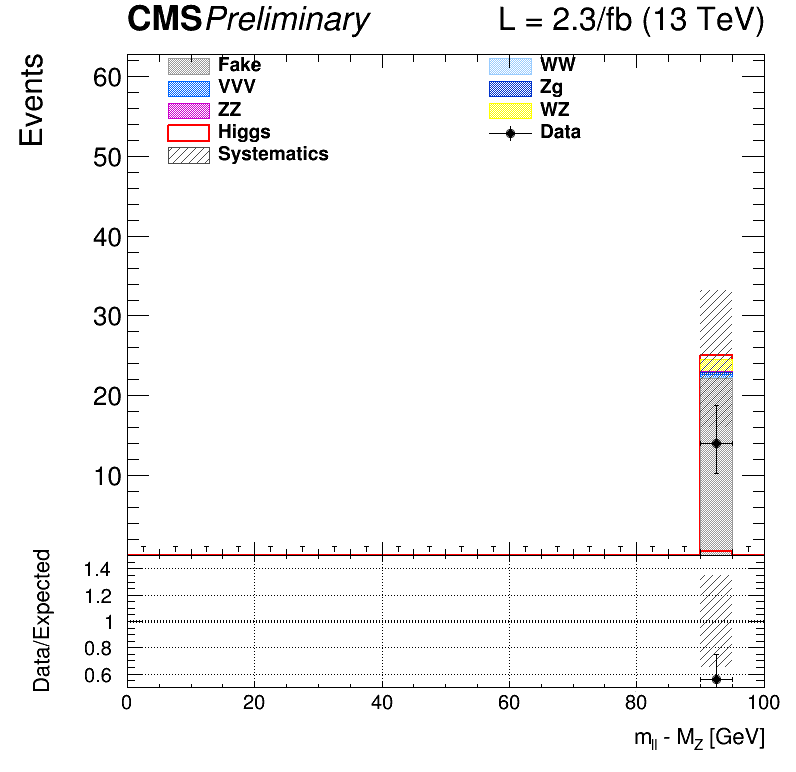 CMS Preliminary L = 2.3/fb (13 TeV)
Events
Fake WW
VVV Zg
ZZ WZ
Higgs Data
Systematics
60
50
40
30
20
10
Data/Expected
1.4
1.2
1
0.8
0.6
0 20 40 60 80 100
mll - MZ [GeV]